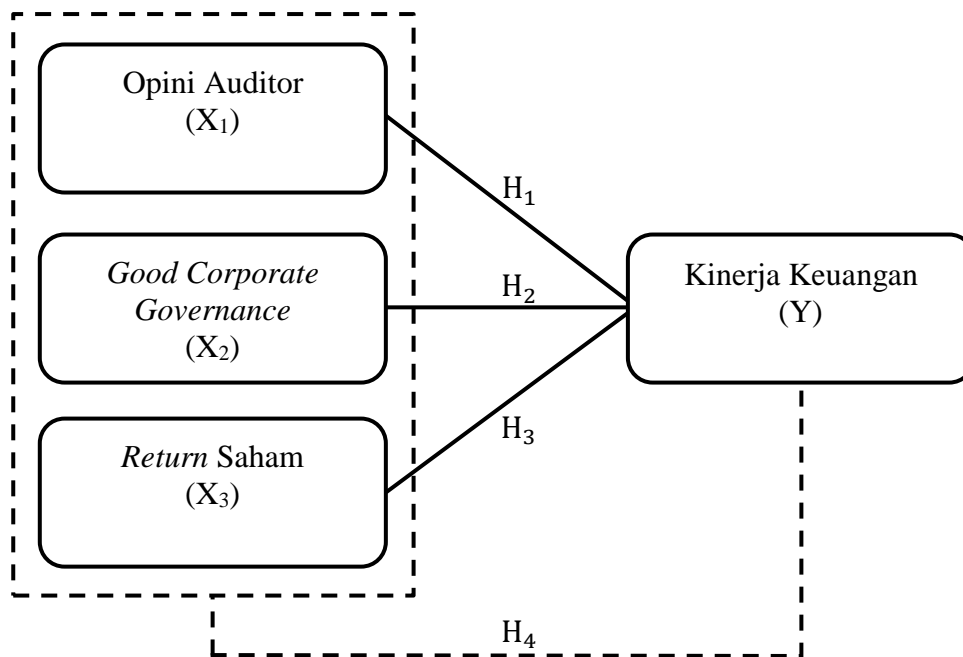 Opini Auditor
(X₁)
H₁
Good Corporate
Governance
(X₂)
H₂
Kinerja Keuangan
(Y)
Return Saham
(X₃)
H₃
H₄